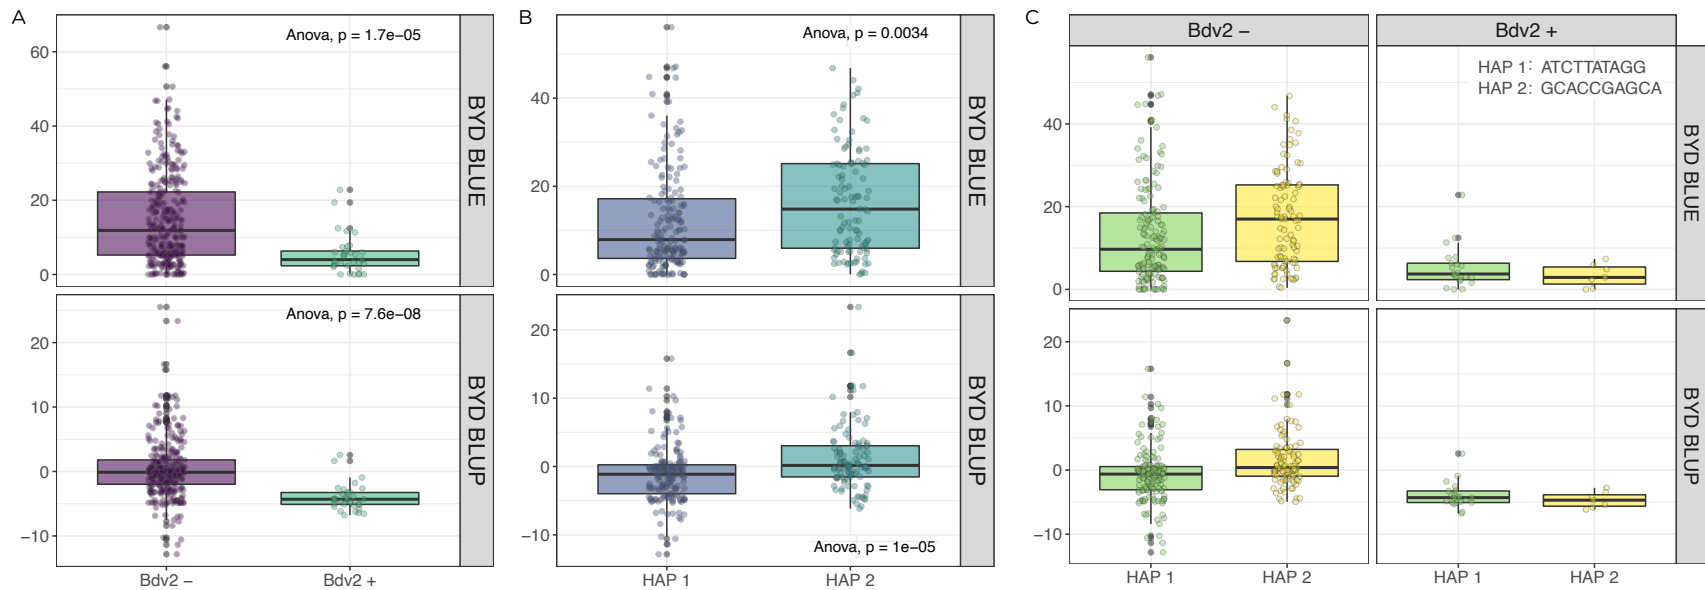 A
Anova, p = 1.7e−05
60
40
20
0
BYD BLUE
Anova, p = 7.6e−08
20
10
0
−10
BYD BLUP
Bdv2 −
Bdv2 +
B
Anova, p = 0.0034
40
20
0
BYD BLUE
20
10
0
−10
Anova, p = 1e−05
BYD BLUP
HAP 1
HAP 2
C
Bdv2 −
Bdv2 +
HAP 1: ATCTTATAGG
HAP 2: GCACCGAGCA
40
20
0
BYD BLUE
20
10
0
−10
BYD BLUP
HAP 1
HAP 2
HAP 1
HAP 2